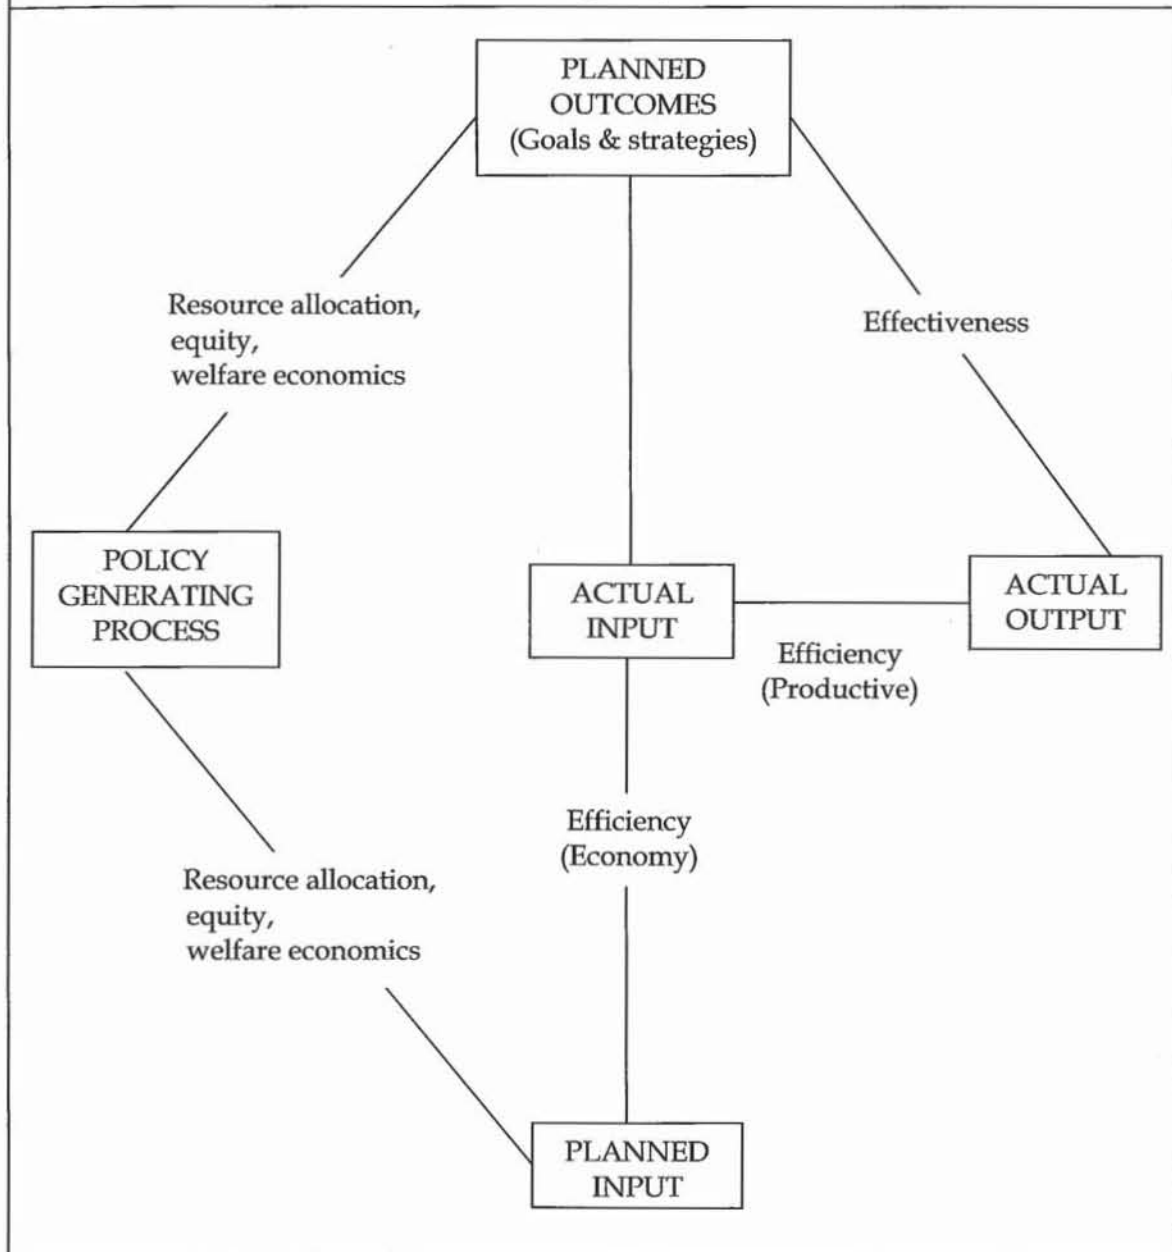 PLANNED
OUTCOMES
(Goals & strategies)
Resource allocation,
equity,
welfare economics
Effectiveness
POLICY
GENERATING
PROCESS
ACTUAL
INPUT
ACTUAL
OUTPUT
Efficiency
(Productive)
Efficiency
(Economy)
Resource allocation,
equity,
welfare economics
PLANNED
INPUT